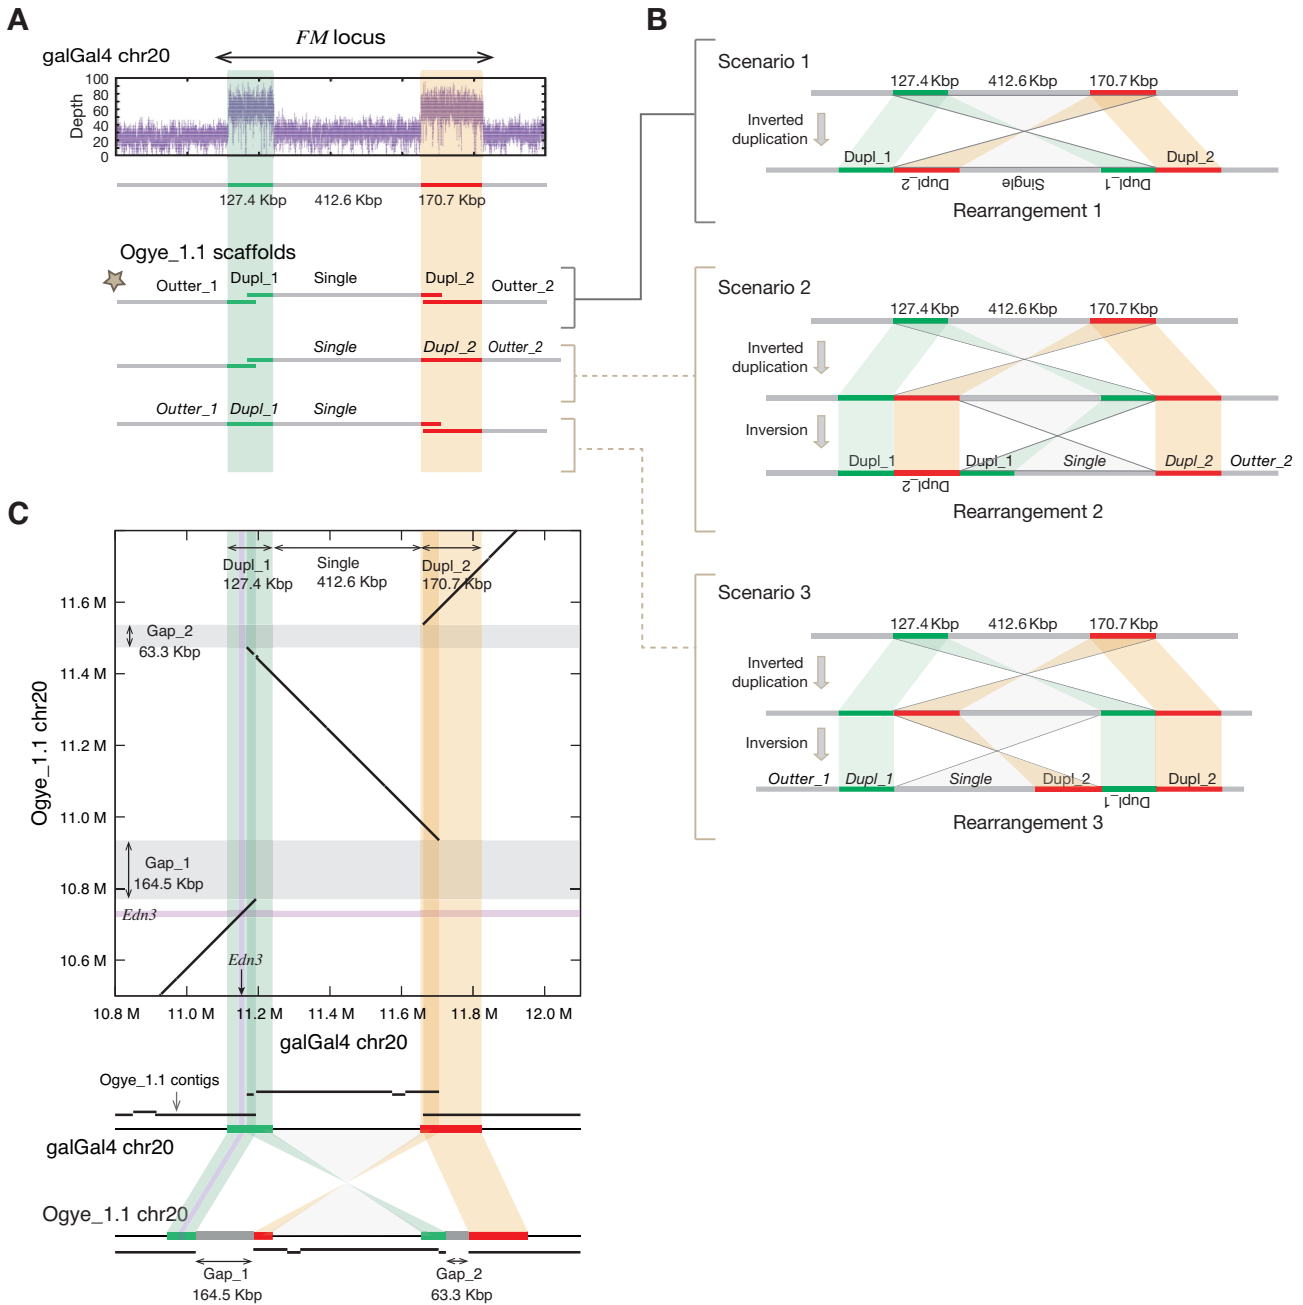 A
FM locus
galGal4 chr20
100
80
60
40
20
0
Depth
127.4 Kbp
412.6 Kbp
170.7 Kbp
Ogye_1.1 scaffolds
Outter_1
Dupl_1
Single
Dupl_2
Outter_2
Single
Dupl_2
Outter_2
Outter_1
Dupl_1
Single
B
Scenario 1
127.4 Kbp
412.6 Kbp
170.7 Kbp
Inverted
duplication
Dupl_1
Dupl_2
Dupl_2
Single
Dupl_1
Rearrangement 1
Scenario 2
127.4 Kbp
412.6 Kbp
170.7 Kbp
Inverted
duplication
Inversion
Dupl_1
Dupl_1
Single
Dupl_2
Outter_2
Dupl_2
Rearrangement 2
Scenario 3
127.4 Kbp
412.6 Kbp
170.7 Kbp
Inverted
duplication
Inversion
Outter_1
Dupl_1
Single
Dupl_2
Dupl_2
Dupl_1
Rearrangement 3
C
Dupl_1
127.4 Kbp
Single
412.6 Kbp
Dupl_2
170.7 Kbp
11.6 M
11.4 M
11.2 M
11.0 M
10.8 M
10.6 M
Ogye_1.1 chr20
Gap_2
63.3 Kbp
Gap_1
164.5 Kbp
Edn3
Edn3
10.8 M
11.0 M
11.2 M
11.4 M
11.6 M
11.8 M
12.0 M
galGal4 chr20
Ogye_1.1 contigs
galGal4 chr20
Ogye_1.1 chr20
Gap_1
164.5 Kbp
Gap_2
63.3 Kbp